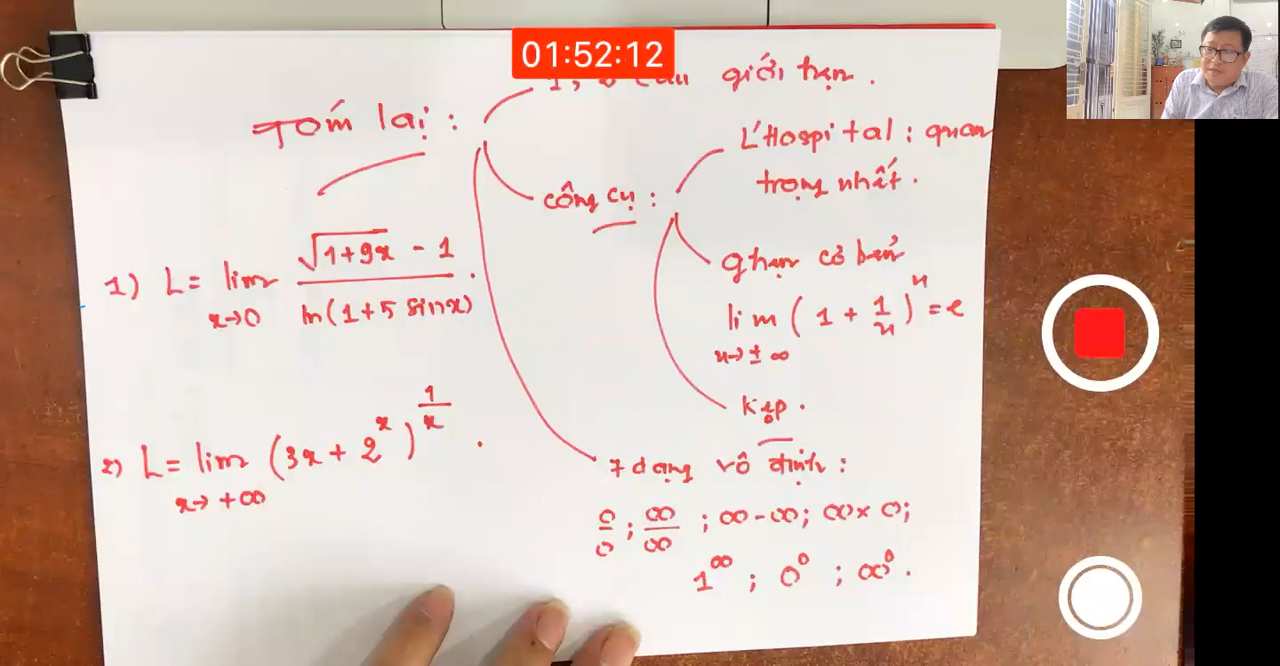 01:52:12
giới hạn.
Tóm lại:
L'Hospital: quan
trọng nhất.
công cụ:
1) L = lim x→0 (√(1+9x) - 1) / ln(1+5 sinx).
ghạn cơ bản
lim u→±∞ (1 + 1/u)^u = e
kẹp.
2) L = lim x→+∞ (3x + 2^x)^(1/x).
7 dạng vô định:
0/0; ∞/∞; ∞-∞; ∞×0;
1^∞; 0^0; ∞^0.